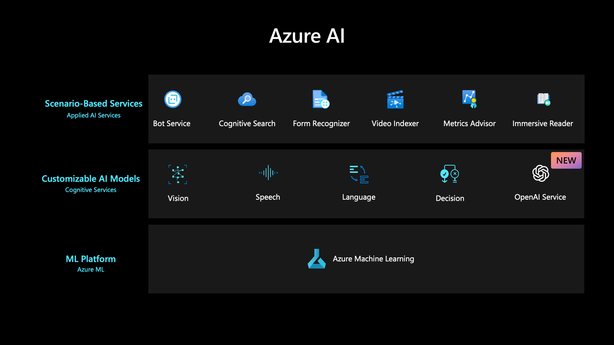 Azure AI
Scenario-Based Services
Applied AI Services
Bot Service
Cognitive Search
Form Recognizer
Video Indexer
Metrics Advisor
Immersive Reader
Customizable AI Models
Cognitive Services
Vision
Speech
Language
Decision
OpenAI Service
NEW
ML Platform
Azure ML
Azure Machine Learning